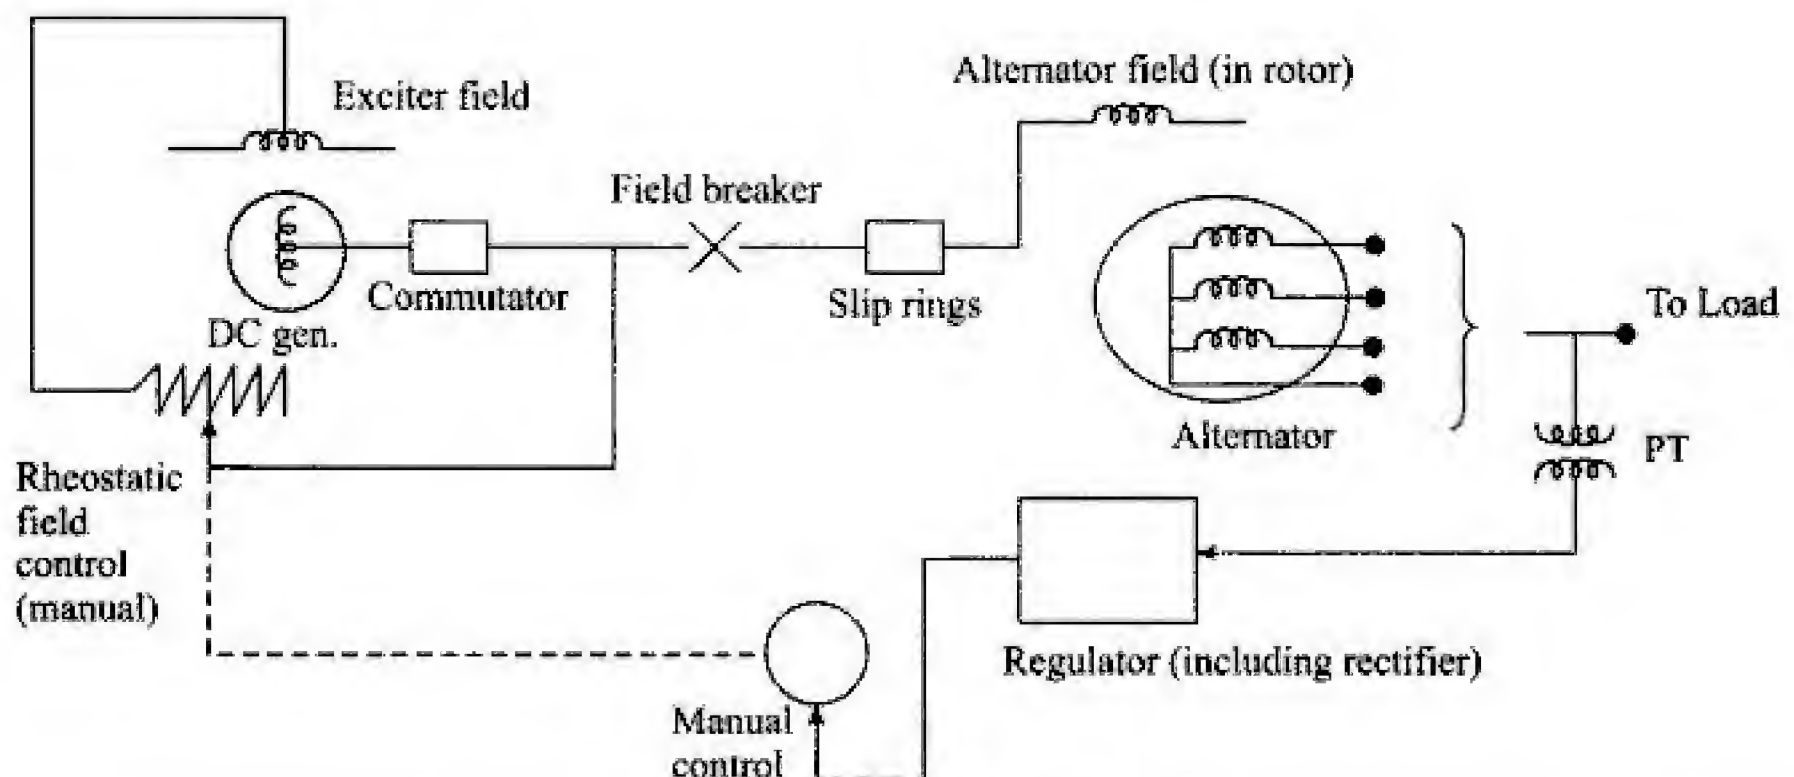 Exciter field
Alternator field (in rotor)
Field breaker
Commutator
Slip rings
DC gen.
To Load
Alternator
PT
Rheostatic
field
control
(manual)
Regulator (including rectifier)
Manual
control